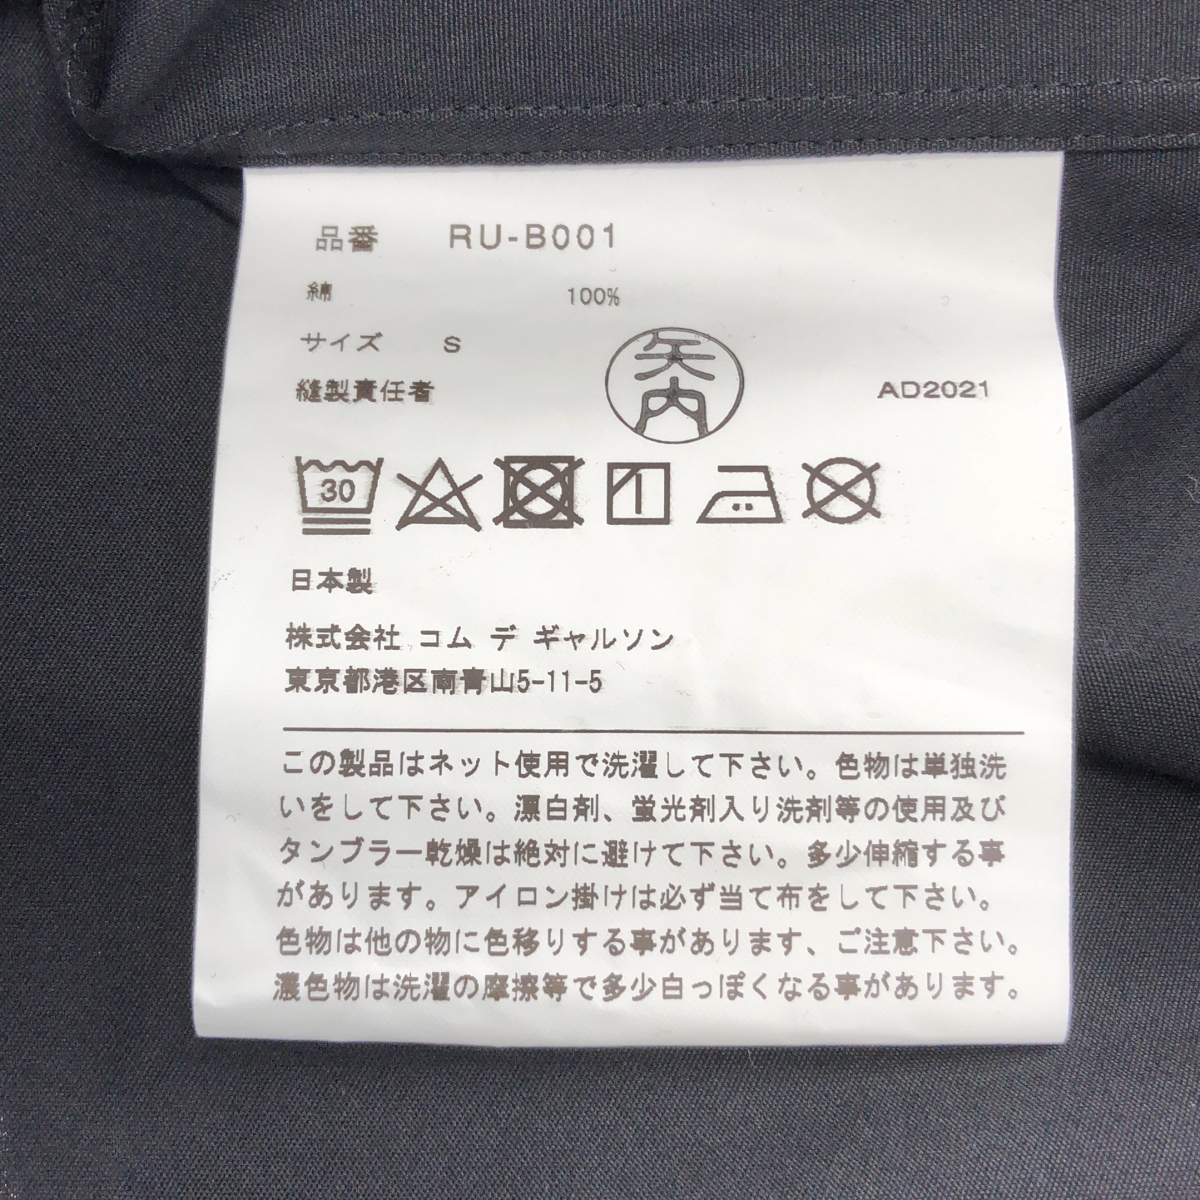 品番 RU-B001
綿 100%
サイズ S
縫製責任者 矢内 AD2021
30
日本製
株式会社 コム デ ギャルソン
東京都港区南青山5-11-5
この製品はネット使用で洗濯して下さい。色物は単独洗
いをして下さい。漂白剤、蛍光剤入り洗剤等の使用及び
タンブラー乾燥は絶対に避けて下さい。多少伸縮する事
があります。アイロン掛けは必ず当て布をして下さい。
色物は他の物に色移りする事があります、ご注意下さい。
濃色物は洗濯の摩擦等で多少白っぽくなる事があります。